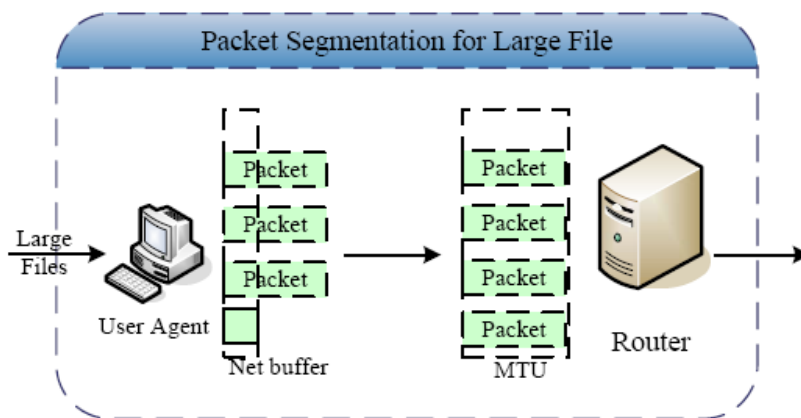 Packet Segmentation for Large File
Large
Files
User Agent
Packet
Packet
Packet
Net buffer
Packet
Packet
Packet
Packet
MTU
Router